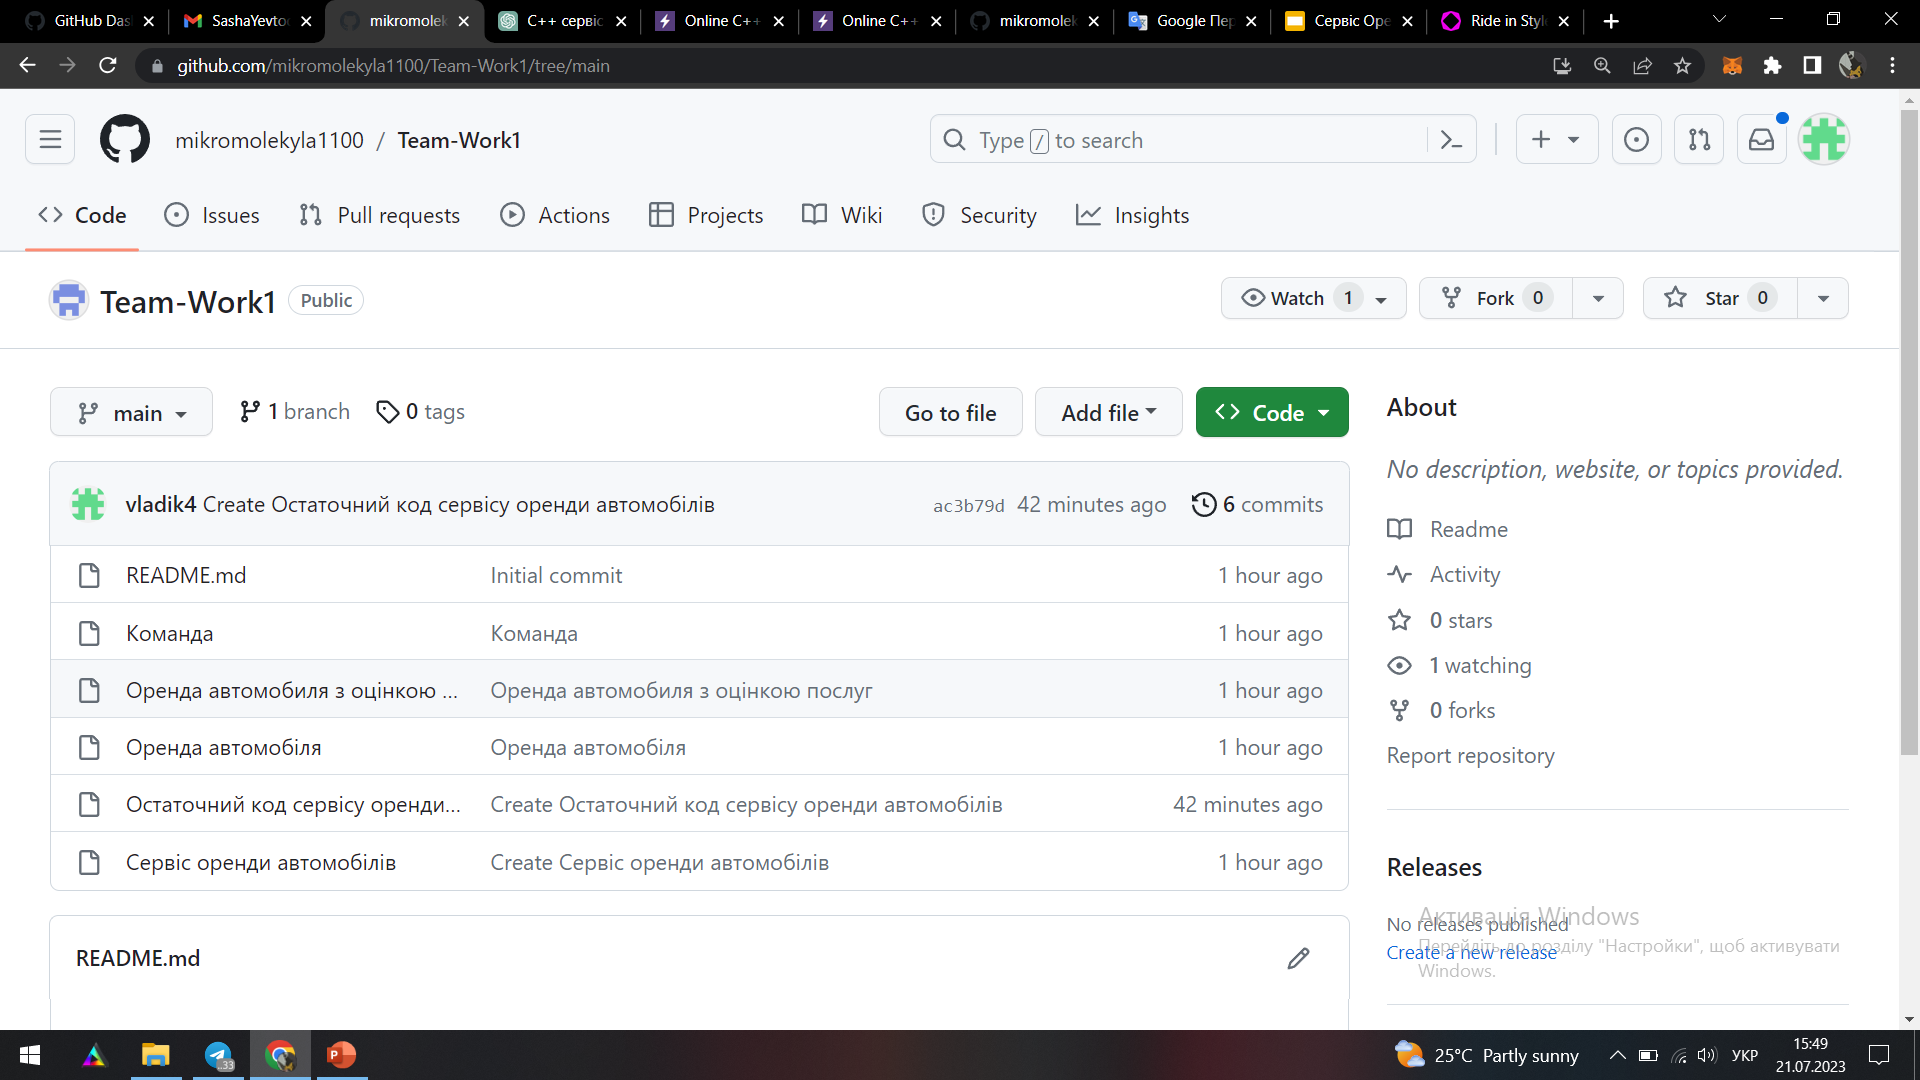 GitHub Das
SashaYevto
mikromolek
C++ сервіс
Online C++
Online C++
mikromolek
Google Пер
Сервіс Оре
Ride in Style
github.com/mikromolekyla1100/Team-Work1/tree/main
mikromolekyla1100 / Team-Work1
Type / to search
Code
Issues
Pull requests
Actions
Projects
Wiki
Security
Insights
Team-Work1 Public
Watch 1
Fork 0
Star 0
main
1 branch
0 tags
Go to file
Add file
Code
About
No description, website, or topics provided.
vladik4 Create Остаточний код сервісу оренди автомобілів
ac3b79d 42 minutes ago
6 commits
README.md Initial commit 1 hour ago
Команда Команда 1 hour ago
Оренда автомобиля з оцінкою ... Оренда автомобиля з оцінкою послуг 1 hour ago
Оренда автомобіля Оренда автомобіля 1 hour ago
Остаточний код сервісу оренди... Create Остаточний код сервісу оренди автомобілів 42 minutes ago
Сервіс оренди автомобілів Create Сервіс оренди автомобілів 1 hour ago
Readme
Activity
0 stars
1 watching
0 forks
Report repository
Releases
No releases published
Create a new release
Активація Windows
Перейдіть до розділу "Настройки", щоб активувати
Windows.
README.md
33
P
25°C Partly sunny
УКР
15:49
21.07.2023